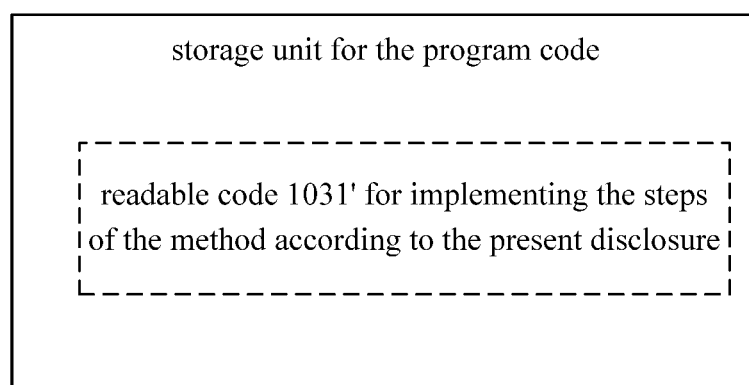 storage unit for the program code
readable code 1031' for implementing the steps
of the method according to the present disclosure